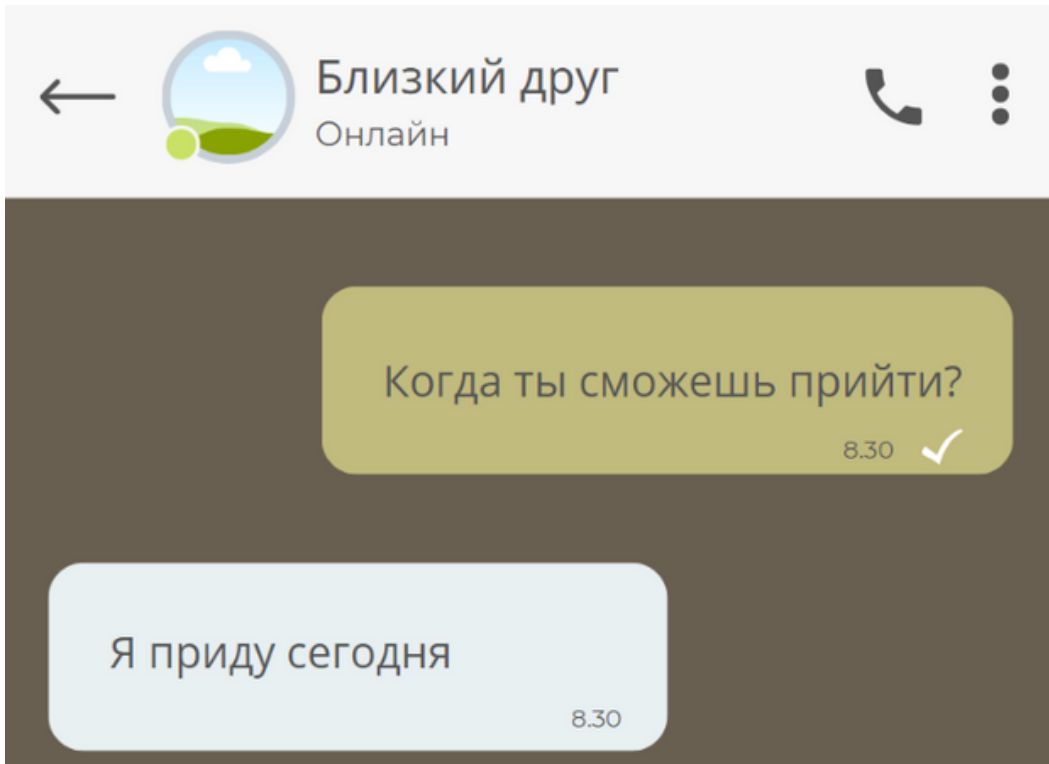 Близкий друг
Онлайн
Когда ты сможешь прийти?
8.30
Я приду сегодня
8.30